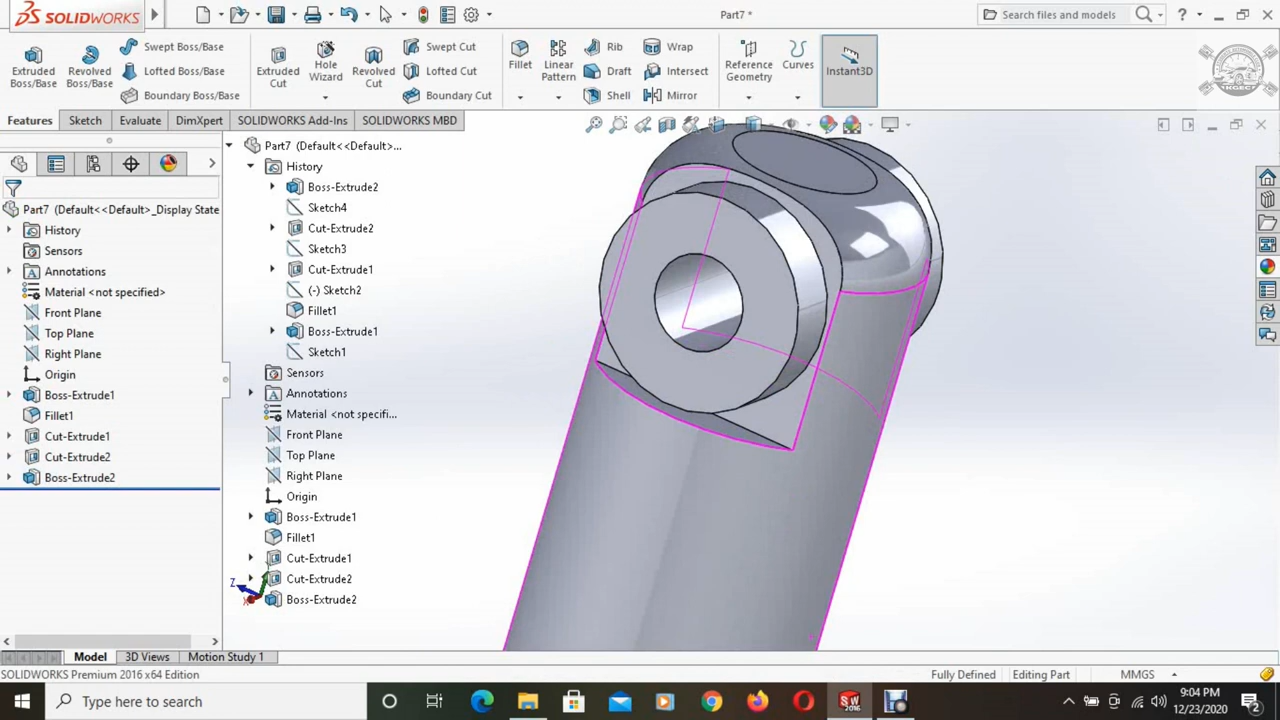 SOLIDWORKS
Part7 *
Search files and models
Extruded Boss/Base
Revolved Boss/Base
Swept Boss/Base
Lofted Boss/Base
Boundary Boss/Base
Extruded Cut
Hole Wizard
Revolved Cut
Swept Cut
Lofted Cut
Boundary Cut
Fillet
Linear Pattern
Rib
Draft
Shell
Wrap
Intersect
Mirror
Reference Geometry
Curves
Instant3D
Features
Sketch
Evaluate
DimXpert
SOLIDWORKS Add-Ins
SOLIDWORKS MBD
Part7 (Default<<Default>_Display State
History
Sensors
Annotations
Material <not specified>
Front Plane
Top Plane
Right Plane
Origin
Boss-Extrude1
Fillet1
Cut-Extrude1
Cut-Extrude2
Boss-Extrude2
Part7 (Default<<Default>...
History
Boss-Extrude2
Sketch4
Cut-Extrude2
Sketch3
Cut-Extrude1
(-) Sketch2
Fillet1
Boss-Extrude1
Sketch1
Sensors
Annotations
Material <not specifi...
Front Plane
Top Plane
Right Plane
Origin
Boss-Extrude1
Fillet1
Cut-Extrude1
Cut-Extrude2
Boss-Extrude2
Z
X
Model
3D Views
Motion Study 1
SOLIDWORKS Premium 2016 x64 Edition
Fully Defined
Editing Part
MMGS
Type here to search
SW
2016
9:04 PM
12/23/2020
2